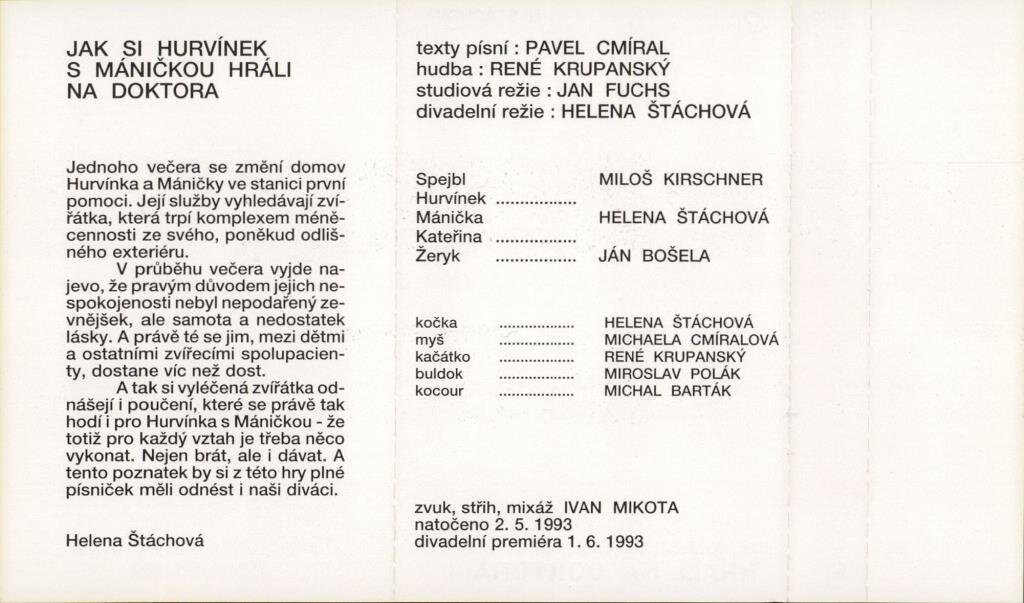 JAK SI HURVÍNEK
S MÁNIČKOU HRÁLI
NA DOKTORA
Jednoho večera se změní domov
Hurvínka a Máničky ve stanici první
pomoci. Její služby vyhledávají zví-
řátka, která trpí komplexem méně-
cennosti ze svého, poněkud odliš-
ného exteriéru.
V průběhu večera vyjde na-
jevo, že pravým důvodem jejich ne-
spokojenosti nebyl nepodařený ze-
vnějšek, ale samota a nedostatek
lásky. A právě té se jim, mezi dětmi
a ostatními zvířecími spolupacien-
ty, dostane víc než dost.
A tak si vyléčená zvířátka od-
nášejí i poučení, které se právě tak
hodí i pro Hurvínka s Máničkou - že
totiž pro každý vztah je třeba něco
vykonat. Nejen brát, ale i dávat. A
tento poznatek by si z této hry plné
písniček měli odnést i naši diváci.
Helena Štáchová
texty písní : PAVEL CMÍRAL
hudba : RENÉ KRUPANSKÝ
studiová režie : JAN FUCHS
divadelní režie : HELENA ŠTÁCHOVÁ
Spejbl MILOŠ KIRSCHNER
Hurvínek .................
Mánička HELENA ŠTÁCHOVÁ
Kateřina .................
Žeryk ................. JÁN BOŠELA
kočka ................. HELENA ŠTÁCHOVÁ
myš ................. MICHAELA CMÍRALOVÁ
kačátko ................. RENÉ KRUPANSKÝ
buldok ................. MIROSLAV POLÁK
kocour ................. MICHAL BARTÁK
zvuk, střih, mixáž IVAN MIKOTA
natočeno 2. 5. 1993
divadelní premiéra 1. 6. 1993